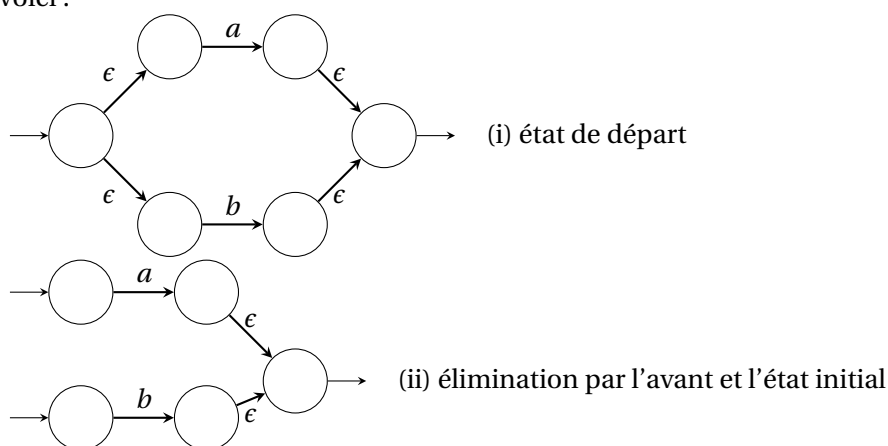 voici :
a
ϵ
ϵ
(i) état de départ
ϵ
ϵ
b
a
ϵ
(ii) élimination par l'avant et l'état initial
b
ϵ